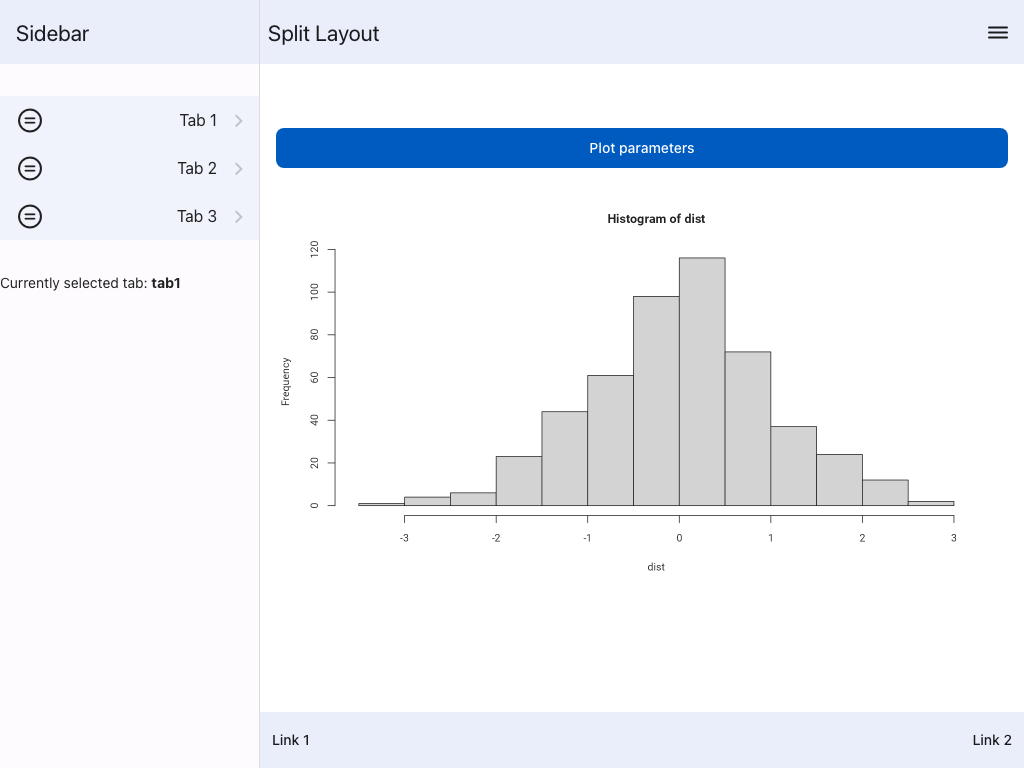 Sidebar
Split Layout
Tab 1
Tab 2
Tab 3
Currently selected tab: tab1
Plot parameters
Histogram of dist
Frequency
120
100
80
60
40
20
0
-3 -2 -1 0 1 2 3
dist
Link 1
Link 2